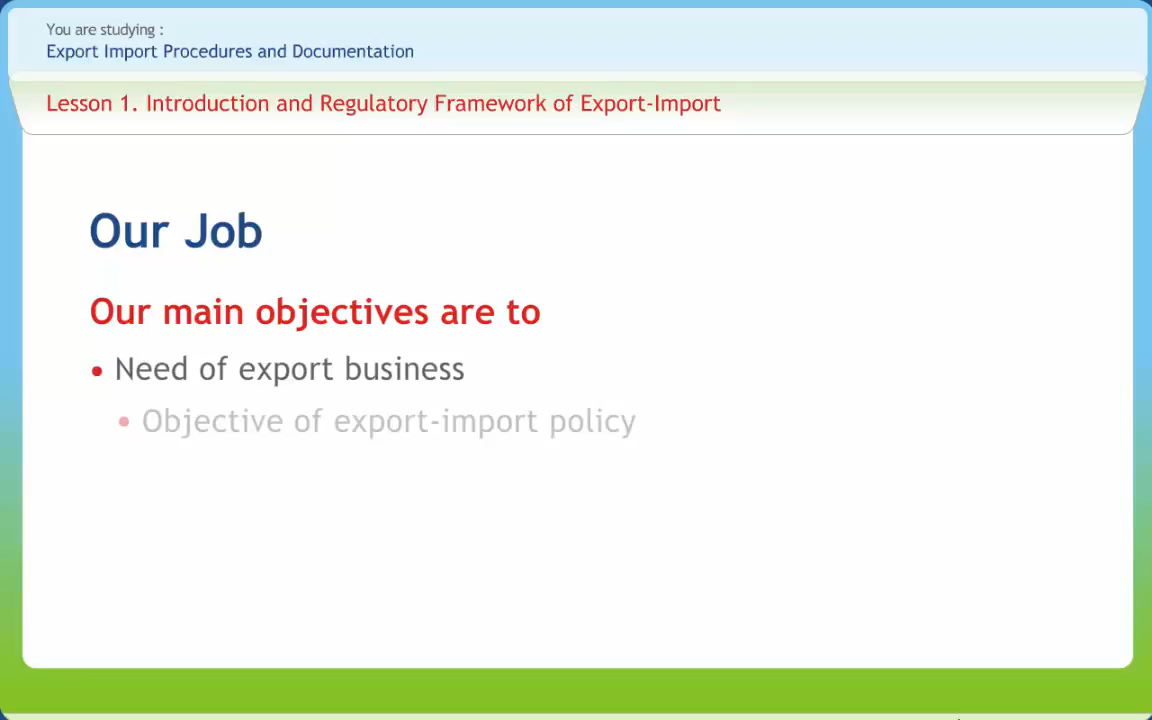 You are studying :
Export Import Procedures and Documentation
Lesson 1. Introduction and Regulatory Framework of Export-Import
Our Job
Our main objectives are to
• Need of export business
• Objective of export-import policy